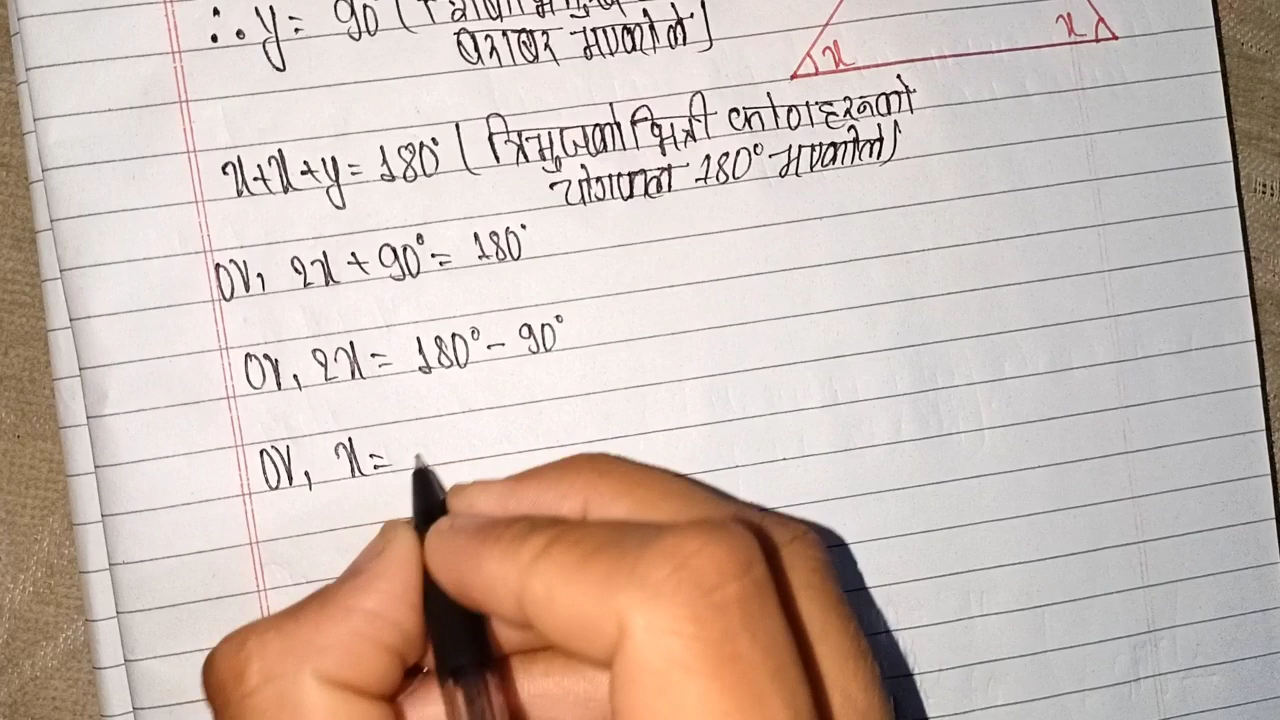 ∴ y = 90°
बराबर भएकोले)
x x
x+x+y = 180° (त्रिभुजको भित्री कोणहरूको
योगफल 180° भएकोले)
or, 2x + 90° = 180°
or, 2x = 180° - 90°
or, x =